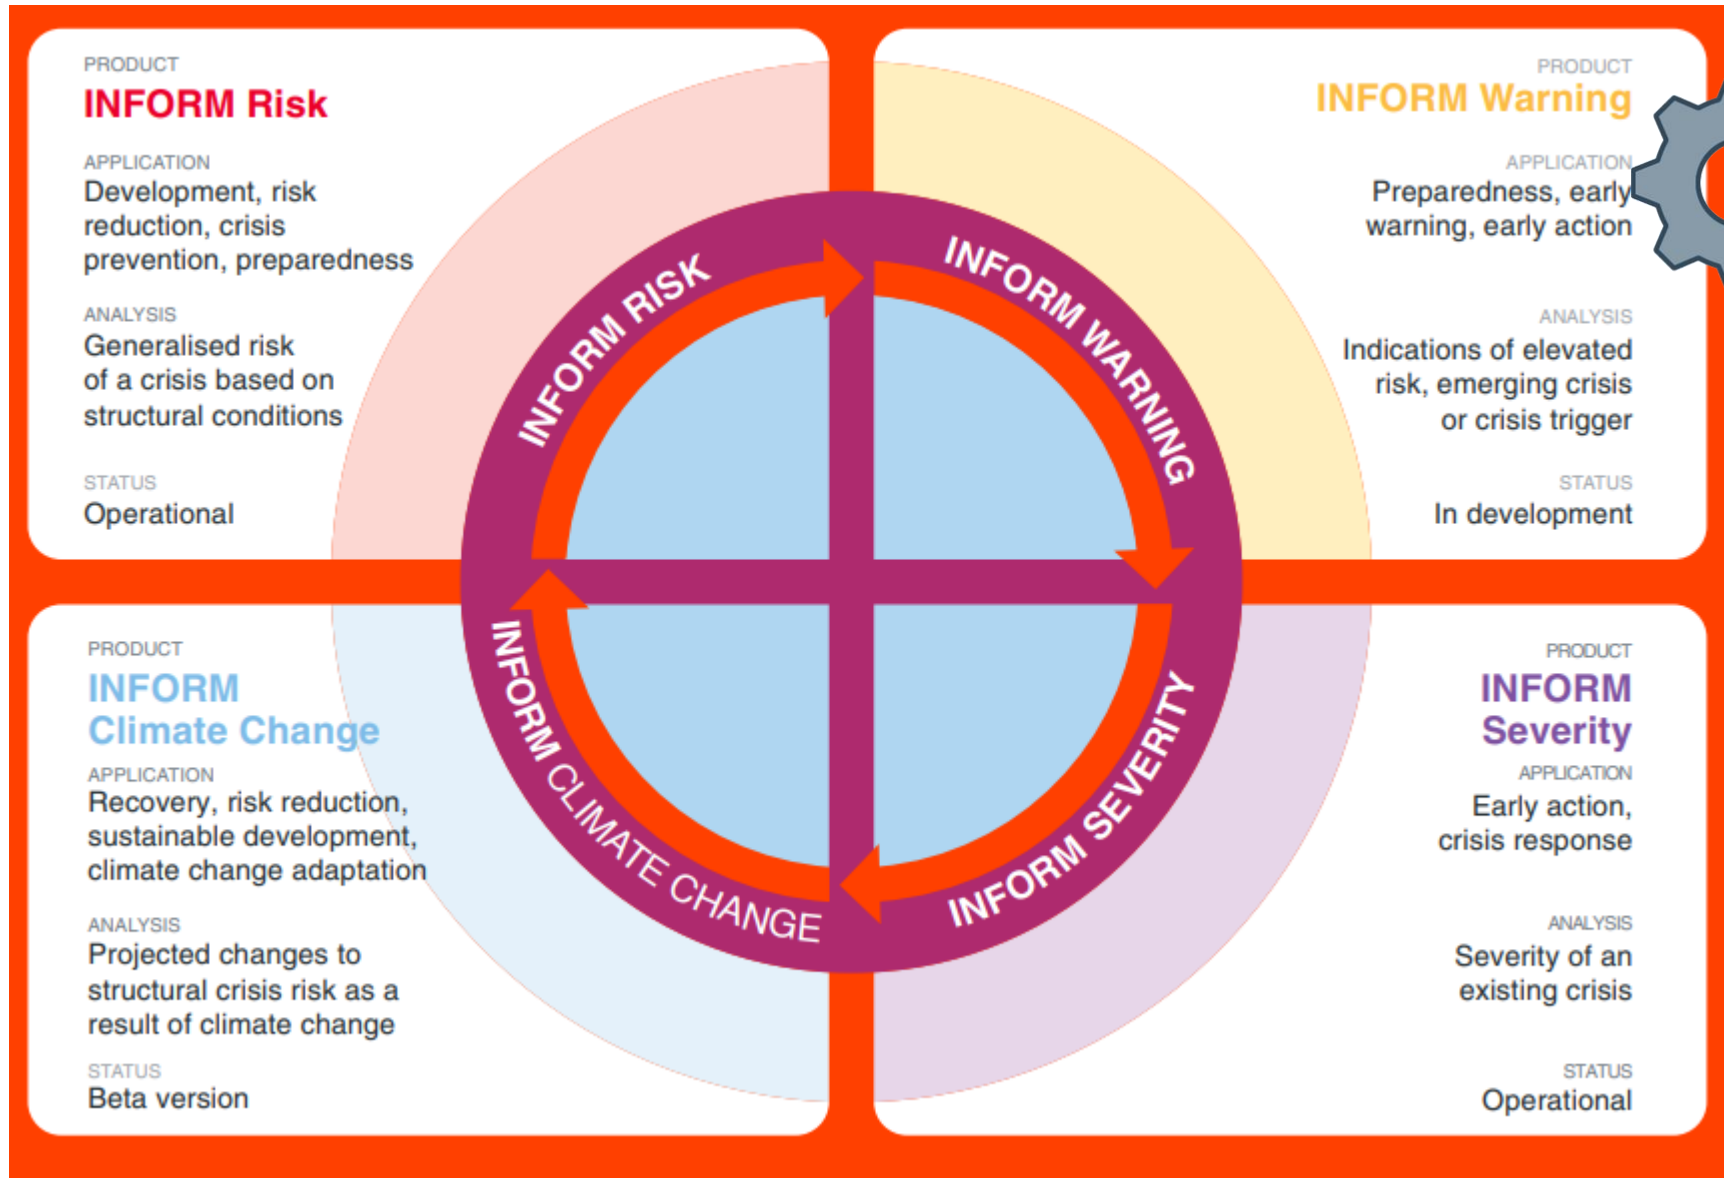 PRODUCT
INFORM Risk
APPLICATION
Development, risk
reduction, crisis
prevention, preparedness
ANALYSIS
Generalised risk
of a crisis based on
structural conditions
STATUS
Operational
PRODUCT
INFORM Warning
APPLICATION
Preparedness, early
warning, early action
ANALYSIS
Indications of elevated
risk, emerging crisis
or crisis trigger
STATUS
In development
INFORM RISK
INFORM WARNING
INFORM CLIMATE CHANGE
INFORM SEVERITY
PRODUCT
INFORM
Climate Change
APPLICATION
Recovery, risk reduction,
sustainable development,
climate change adaptation
ANALYSIS
Projected changes to
structural crisis risk as a
result of climate change
STATUS
Beta version
PRODUCT
INFORM
Severity
APPLICATION
Early action,
crisis response
ANALYSIS
Severity of an
existing crisis
STATUS
Operational